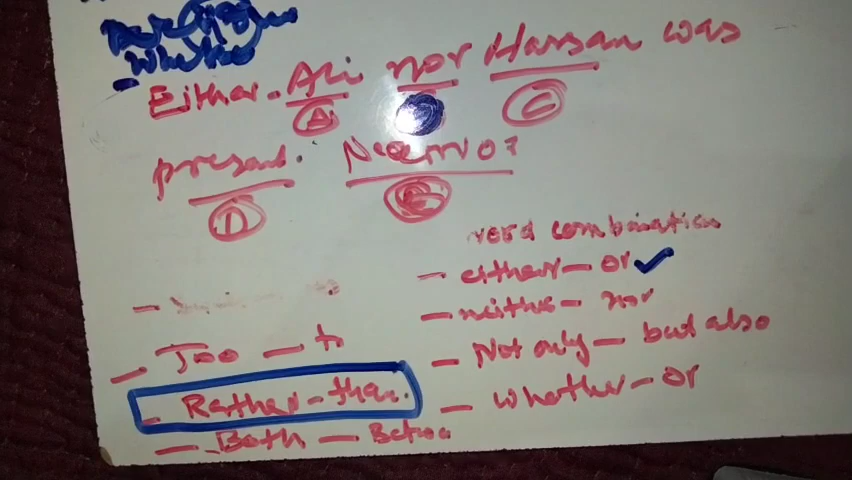 Whether
Either. Ali nor Hassan was
A C
present. No error
D E
word combination
- either - or ✓
- neither - nor
- Too - to
- Not only - but also
- Rather - than.
- whether - or
- Both -